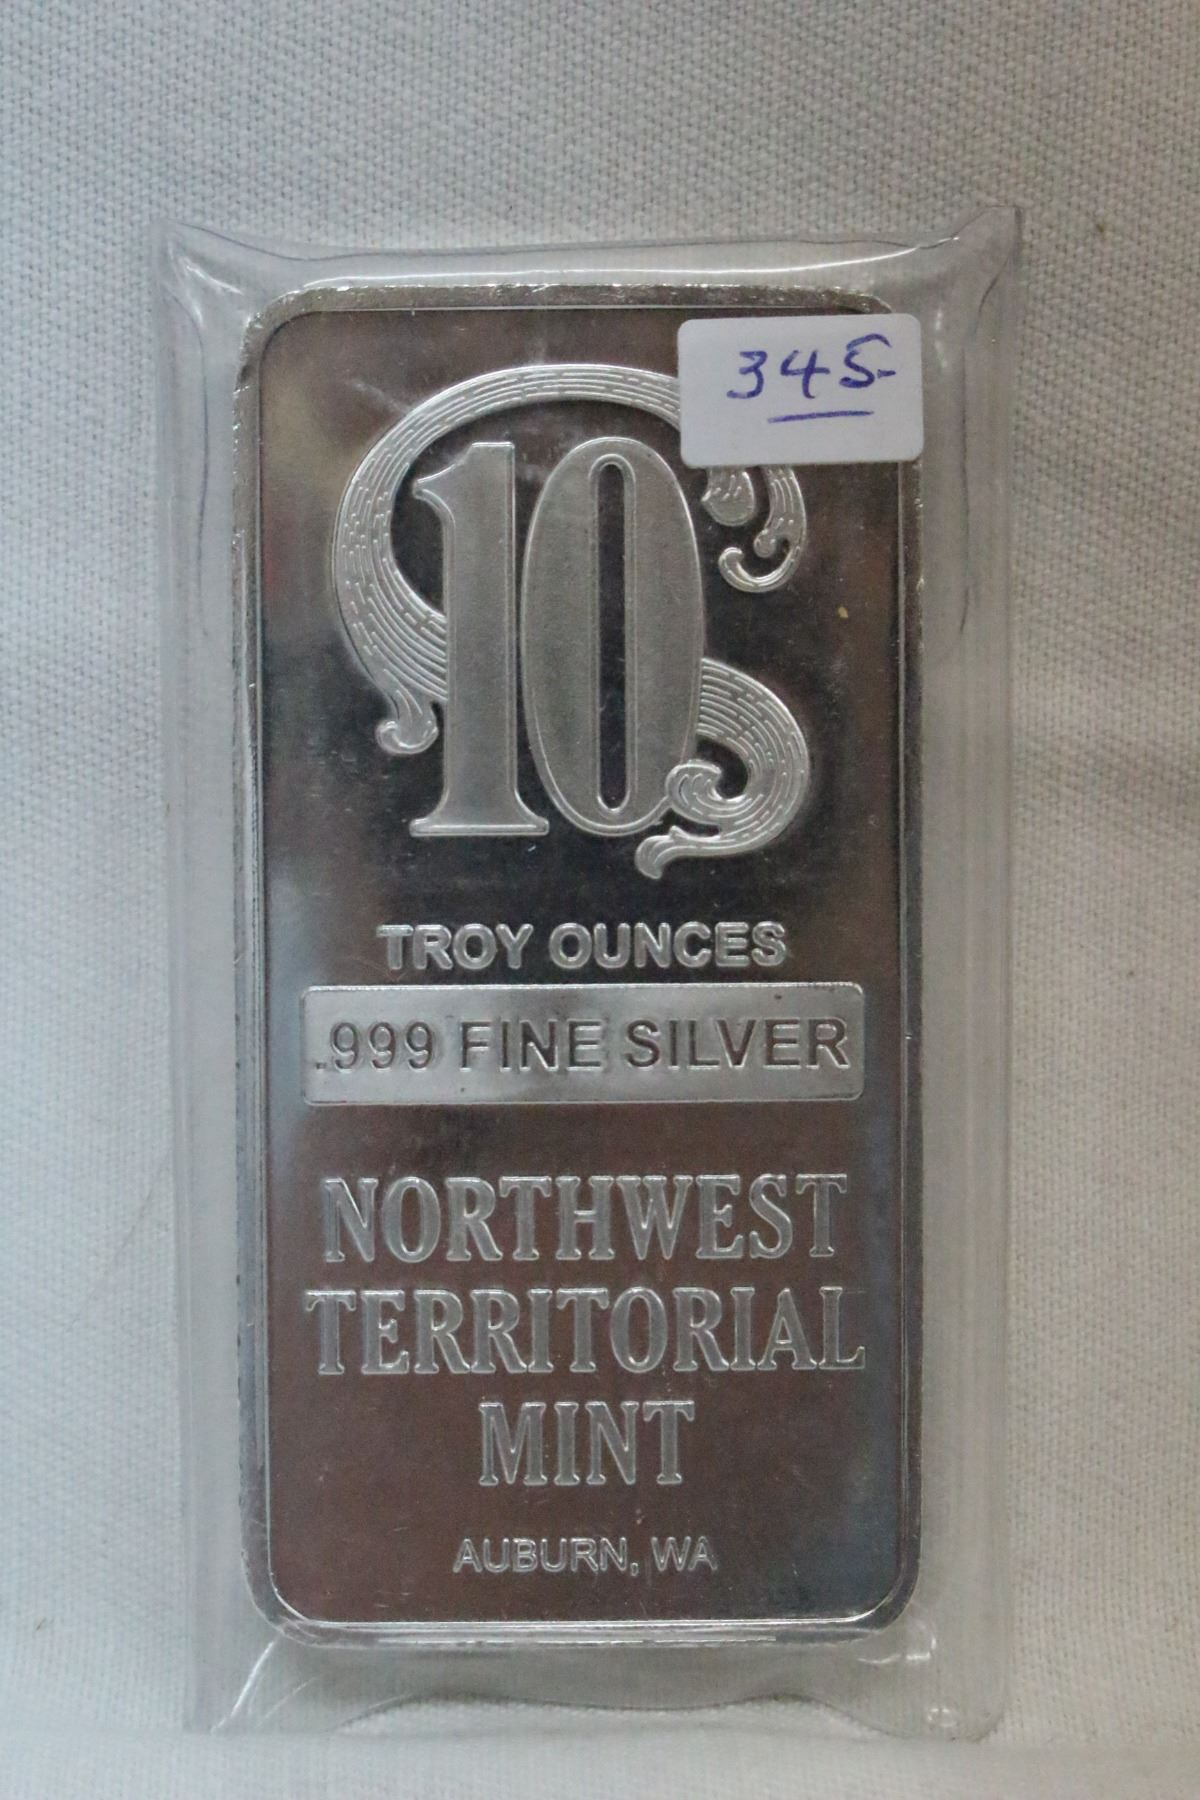 345-
10
TROY OUNCES
.999 FINE SILVER
NORTHWEST
TERRITORIAL
MINT
AUBURN, WA